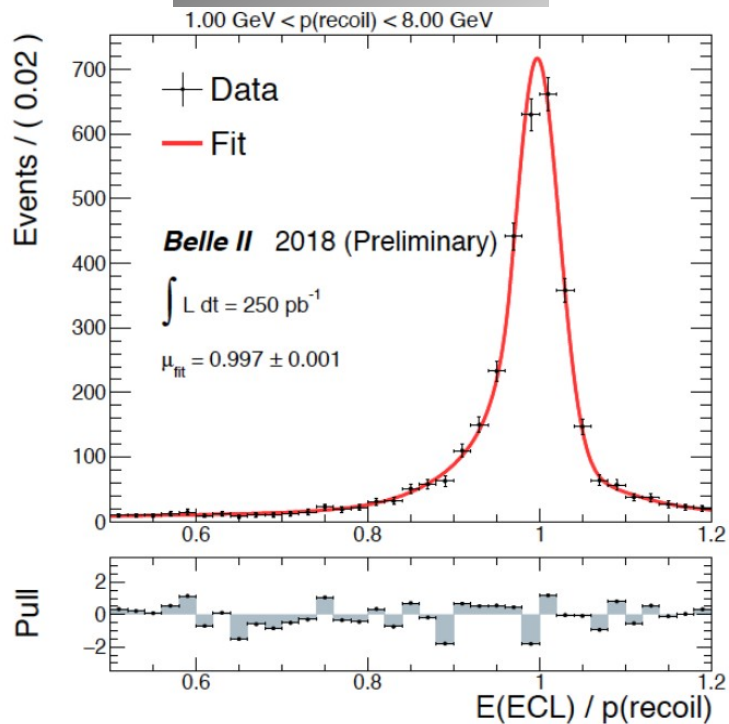 1.00 GeV < p(recoil) < 8.00 GeV
Events / ( 0.02 )
700
600
500
400
300
200
100
0
Data
Fit
Belle II 2018 (Preliminary)
∫ L dt = 250 pb⁻¹
μfit = 0.997 ± 0.001
0.6 0.8 1 1.2
Pull
2
0
−2
0.6 0.8 1 1.2
E(ECL) / p(recoil)